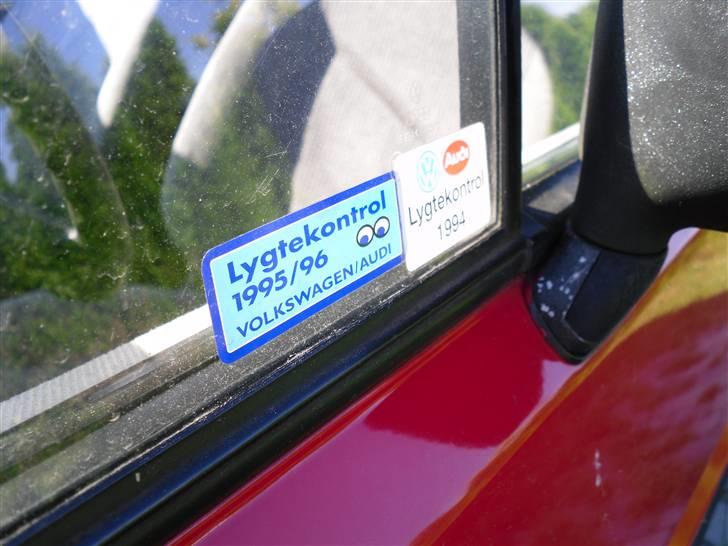 Lygtekontrol
1995/96
VOLKSWAGEN/AUDI
Audi
Lygtekontrol
1994